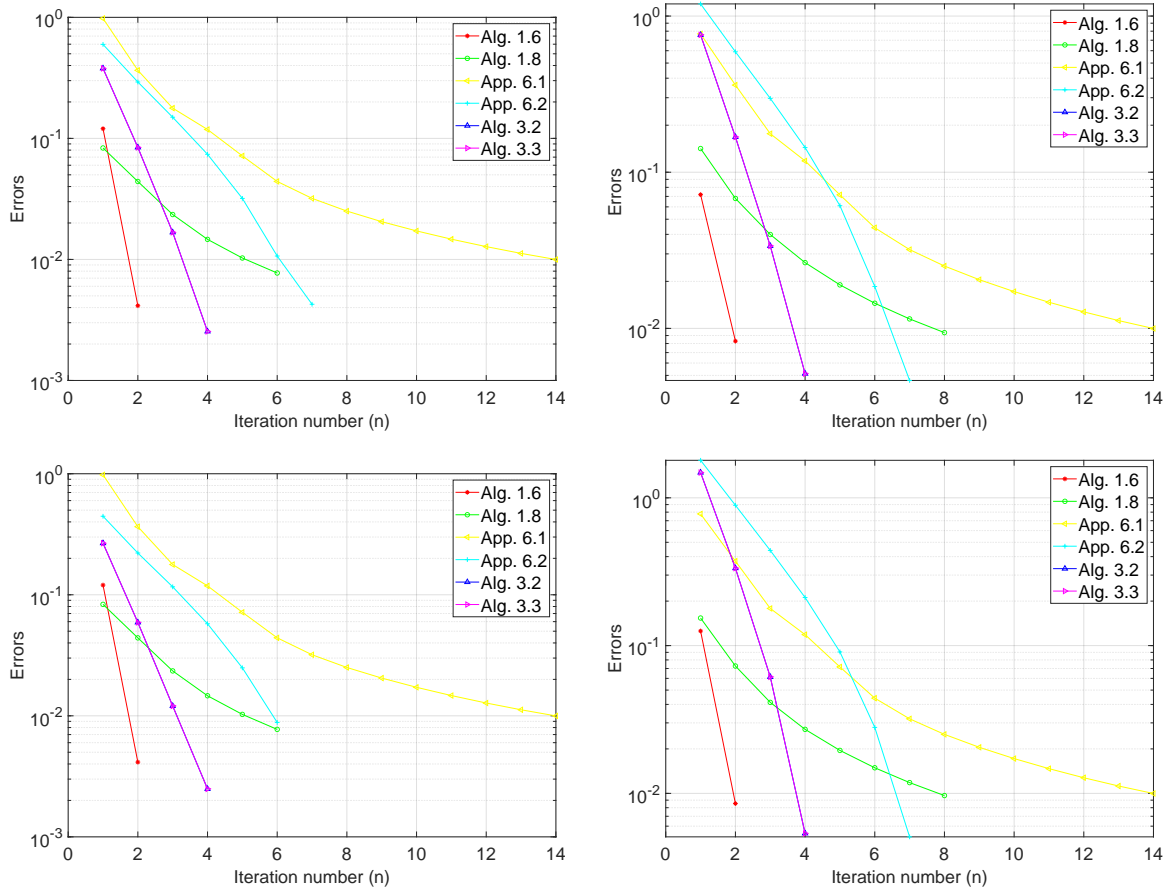 10^0
10^-1
10^-2
10^-3
Errors
0 2 4 6 8 10 12 14
Iteration number (n)
Alg. 1.6
Alg. 1.8
App. 6.1
App. 6.2
Alg. 3.2
Alg. 3.3
10^0
10^-1
10^-2
Errors
0 2 4 6 8 10 12 14
Iteration number (n)
Alg. 1.6
Alg. 1.8
App. 6.1
App. 6.2
Alg. 3.2
Alg. 3.3
10^0
10^-1
10^-2
10^-3
Errors
0 2 4 6 8 10 12 14
Iteration number (n)
Alg. 1.6
Alg. 1.8
App. 6.1
App. 6.2
Alg. 3.2
Alg. 3.3
10^0
10^-1
10^-2
Errors
0 2 4 6 8 10 12 14
Iteration number (n)
Alg. 1.6
Alg. 1.8
App. 6.1
App. 6.2
Alg. 3.2
Alg. 3.3